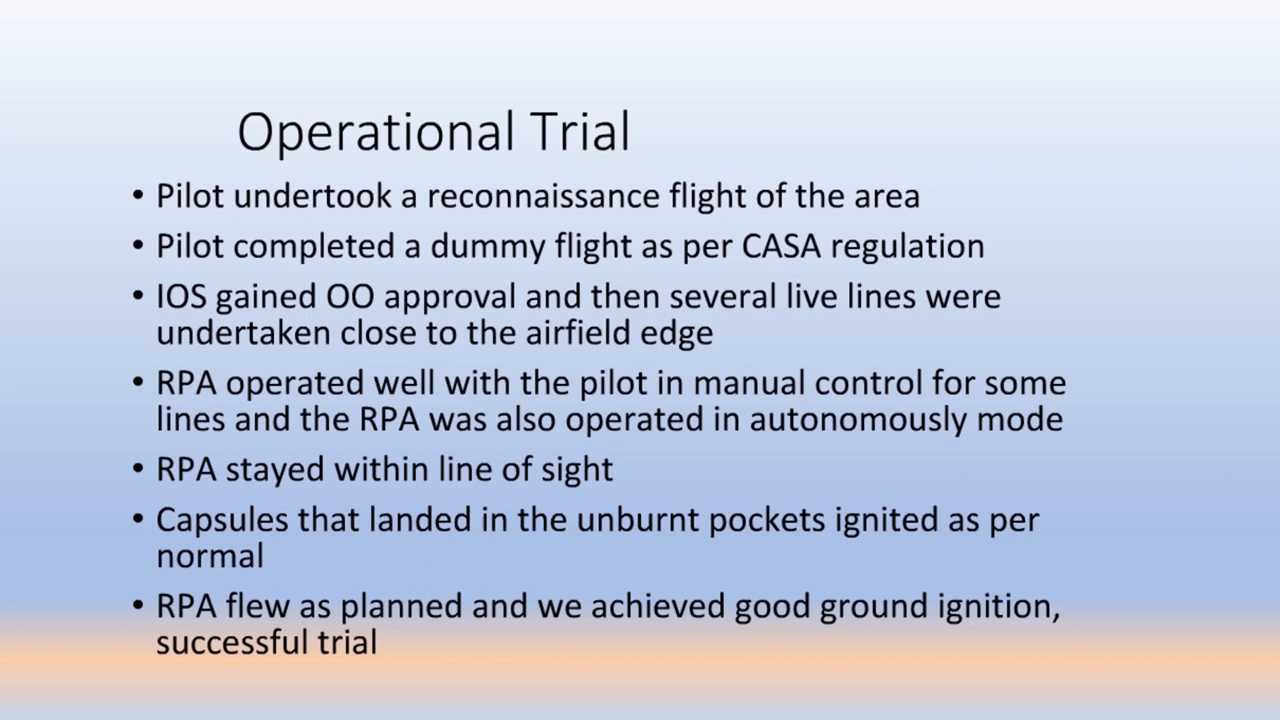 Operational Trial
• Pilot undertook a reconnaissance flight of the area
• Pilot completed a dummy flight as per CASA regulation
• IOS gained OO approval and then several live lines were
undertaken close to the airfield edge
• RPA operated well with the pilot in manual control for some
lines and the RPA was also operated in autonomously mode
• RPA stayed within line of sight
• Capsules that landed in the unburnt pockets ignited as per
normal
• RPA flew as planned and we achieved good ground ignition,
successful trial